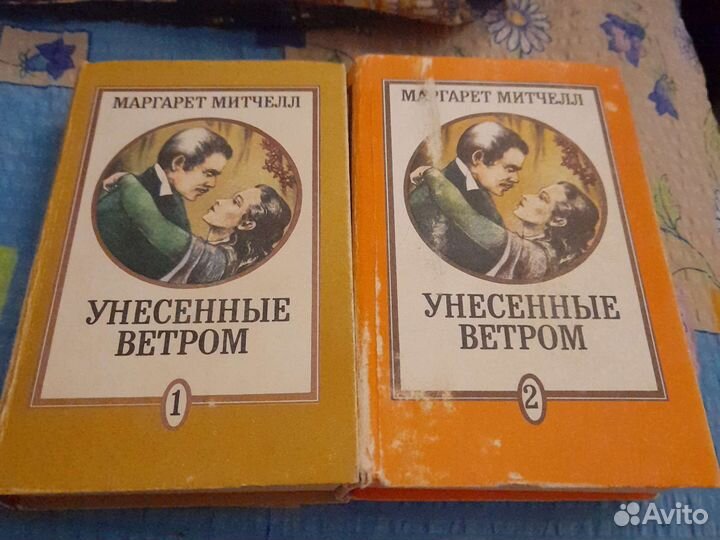 МАРГАРЕТ МИТЧЕЛЛ
УНЕСЕННЫЕ
ВЕТРОМ
1
МАРГАРЕТ МИТЧЕЛЛ
УНЕСЕННЫЕ
ВЕТРОМ
2
Avito